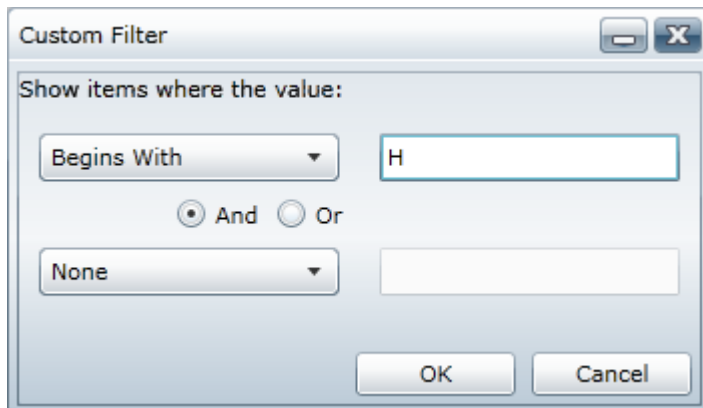 Custom Filter
Show items where the value:
Begins With H
And Or
None
OK Cancel